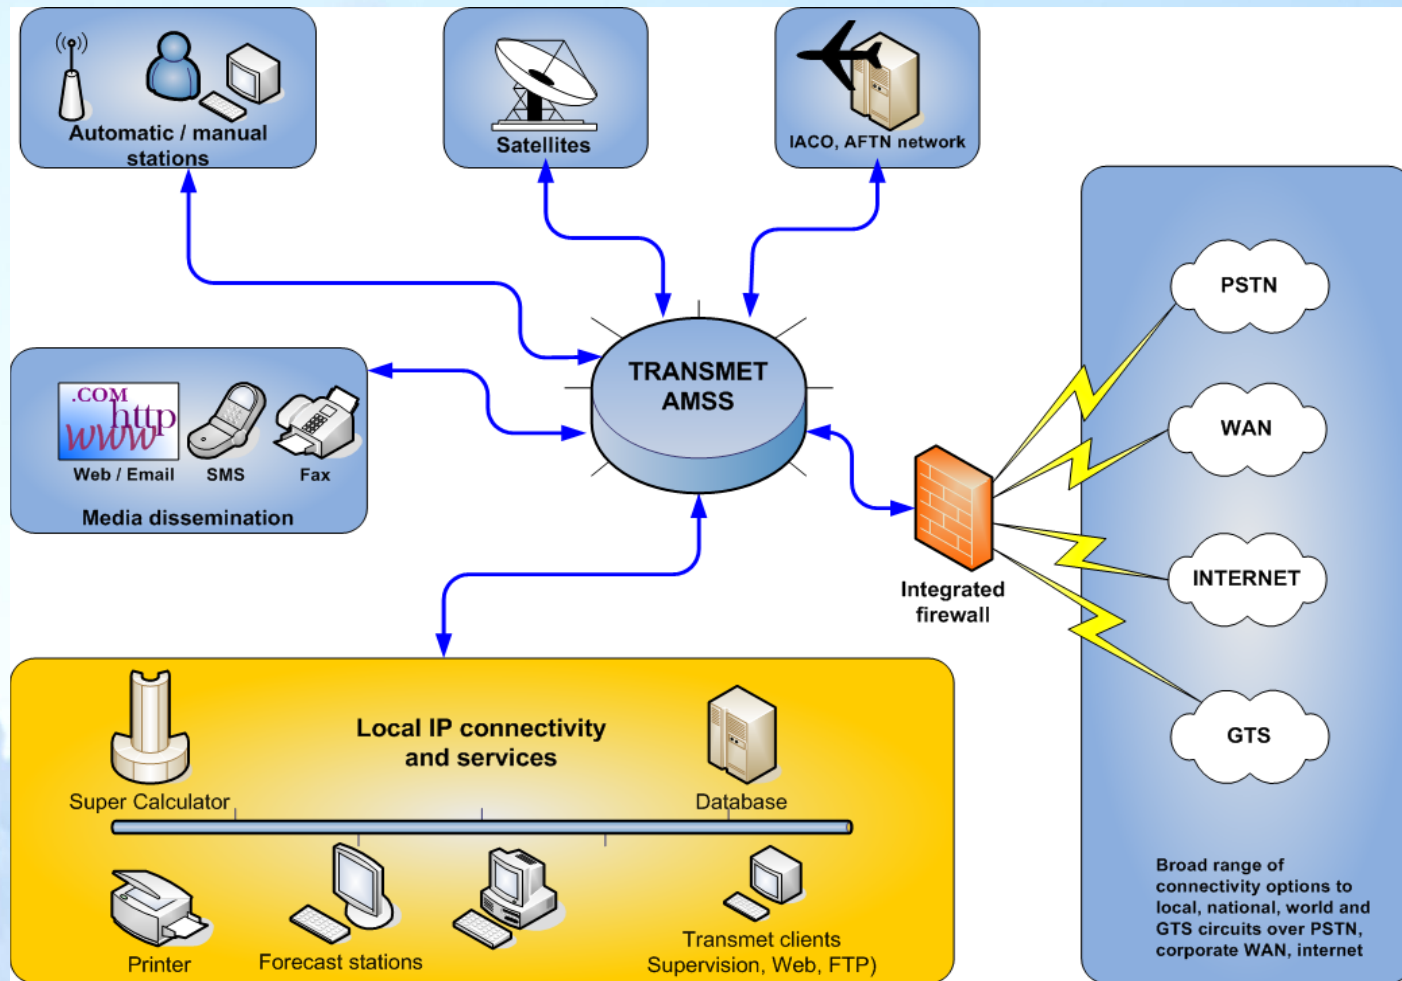 Automatic / manual
stations
Satellites
IACO, AFTN network
TRANSMET
AMSS
.COM
http
www
Web / Email
SMS
Fax
Media dissemination
Integrated
firewall
PSTN
WAN
INTERNET
GTS
Broad range of
connectivity options to
local, national, world and
GTS circuits over PSTN,
corporate WAN, internet
Local IP connectivity
and services
Super Calculator
Database
Printer
Forecast stations
Transmet clients
Supervision, Web, FTP)